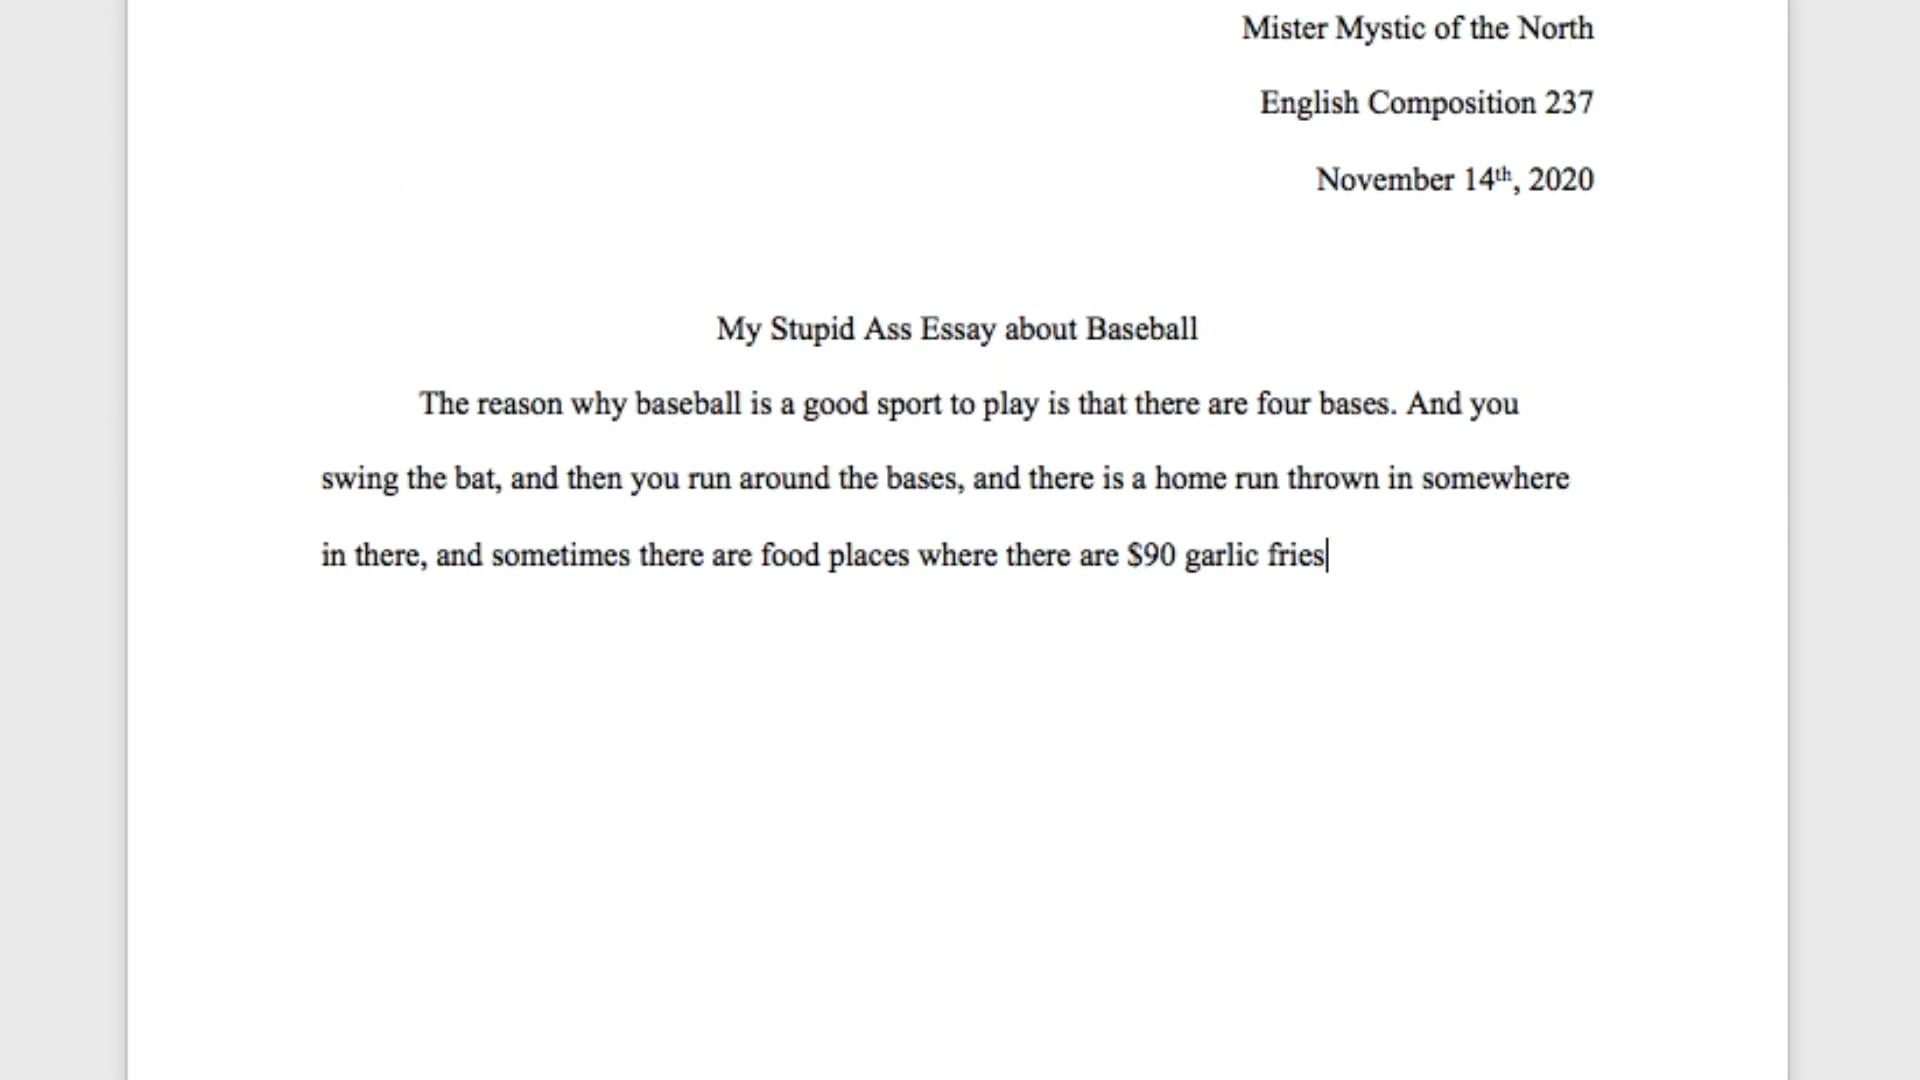 Mister Mystic of the North
English Composition 237
November 14th, 2020
My Stupid Ass Essay about Baseball
The reason why baseball is a good sport to play is that there are four bases. And you
swing the bat, and then you run around the bases, and there is a home run thrown in somewhere
in there, and sometimes there are food places where there are $90 garlic fries